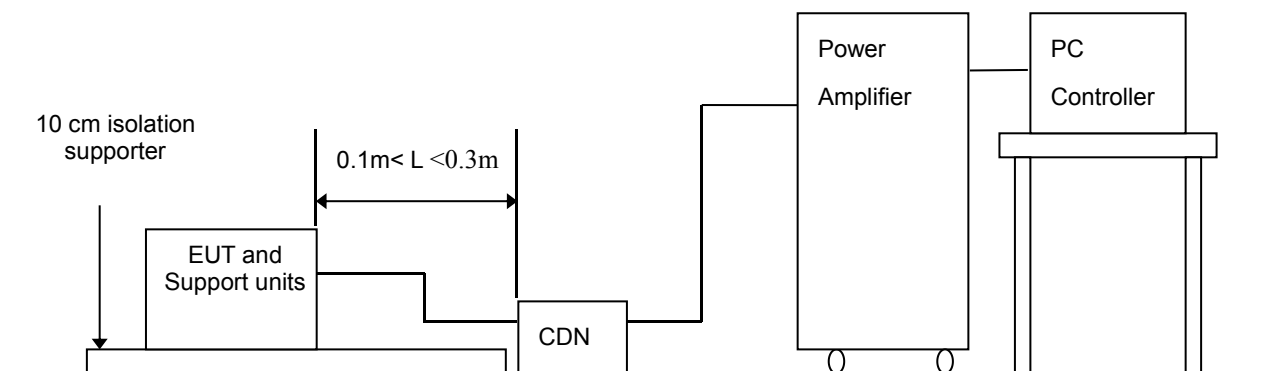 Power
Amplifier
PC
Controller
10 cm isolation
supporter
0.1m< L <0.3m
EUT and
Support units
CDN